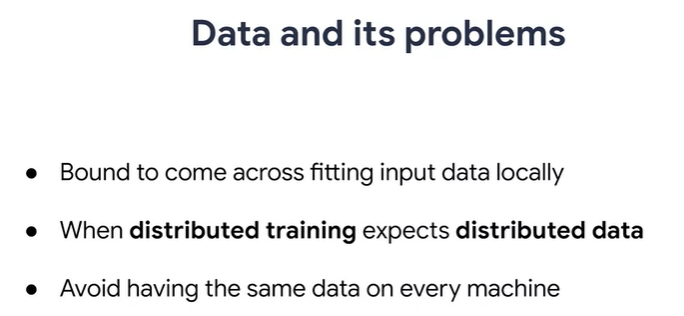 Data and its problems
● Bound to come across fitting input data locally
● When distributed training expects distributed data
● Avoid having the same data on every machine